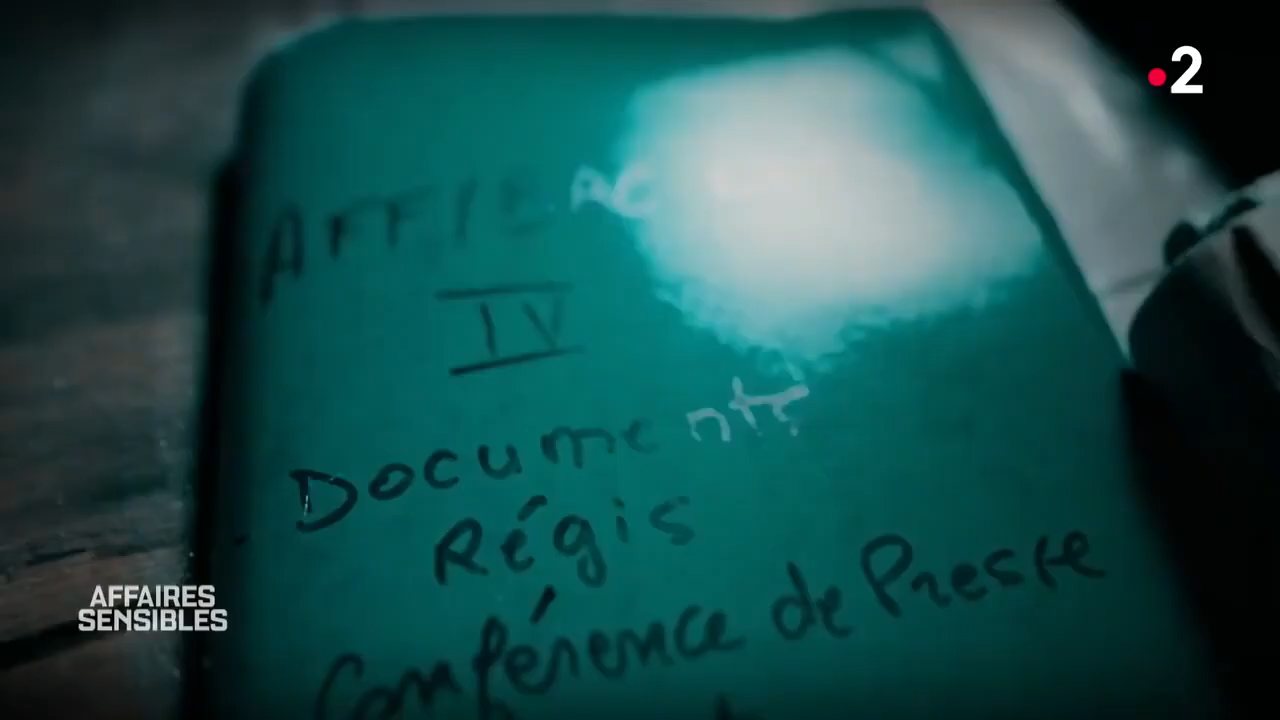 2
IV
Documents
Régis
Conférence de Presse
AFFAIRES
SENSIBLES